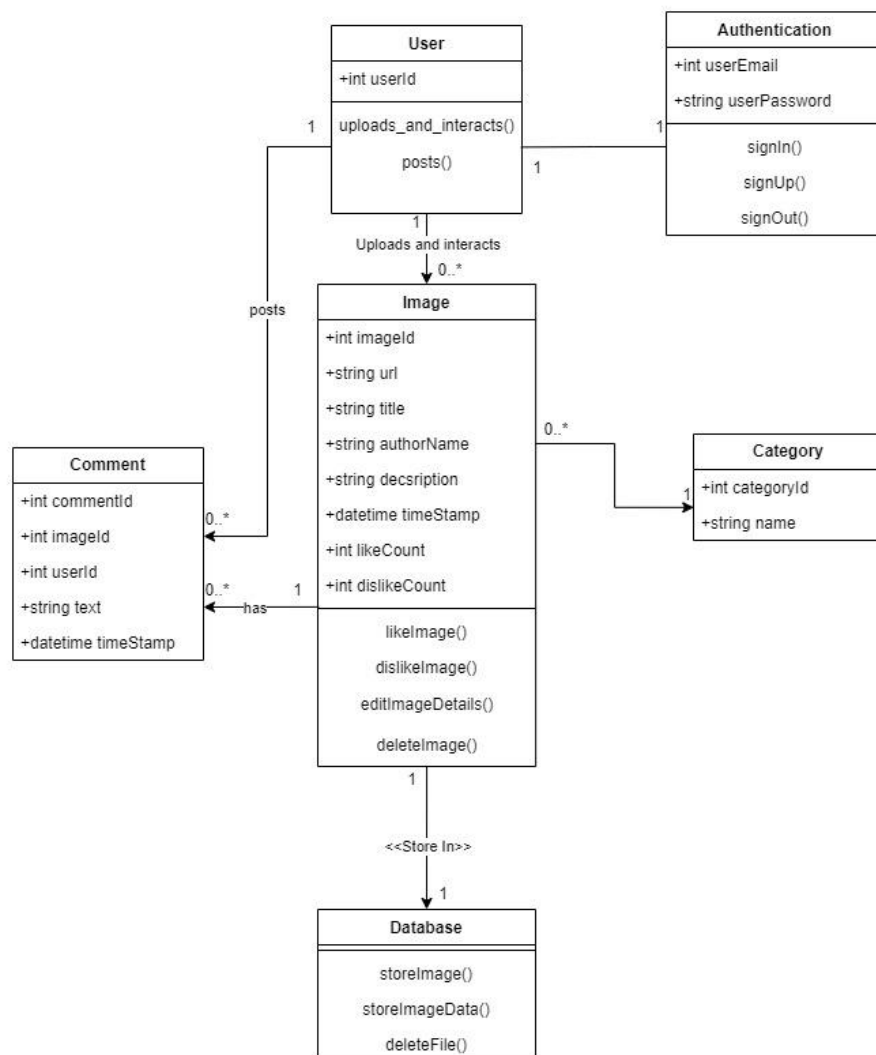 User
+int userId
uploads_and_interacts()
posts()
Authentication
+int userEmail
+string userPassword
signIn()
signUp()
signOut()
1
1
1
1
Uploads and interacts
0..*
posts
Image
+int imageId
+string url
+string title
+string authorName
+string decsription
+datetime timeStamp
+int likeCount
+int dislikeCount
likeImage()
dislikeImage()
editImageDetails()
deleteImage()
0..*
1
Category
+int categoryId
+string name
Comment
+int commentId
+int imageId
+int userId
+string text
+datetime timeStamp
0..*
0..*
has
1
1
<<Store In>>
1
Database
storeImage()
storeImageData()
deleteFile()